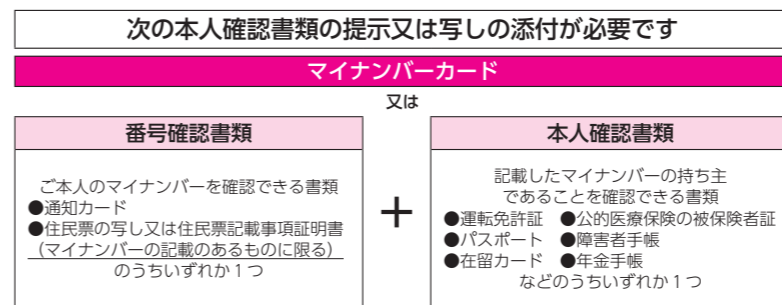 次の本人確認書類の提示又は写しの添付が必要です
マイナンバーカード
又は
番号確認書類
ご本人のマイナンバーを確認できる書類
●通知カード
●住民票の写し又は住民票記載事項証明書
(マイナンバーの記載のあるものに限る)
のうちいずれか1つ
+
本人確認書類
記載したマイナンバーの持ち主
であることを確認できる書類
●運転免許証 ●公的医療保険の被保険者証
●パスポート ●障害者手帳
●在留カード ●年金手帳
などのうちいずれか1つ